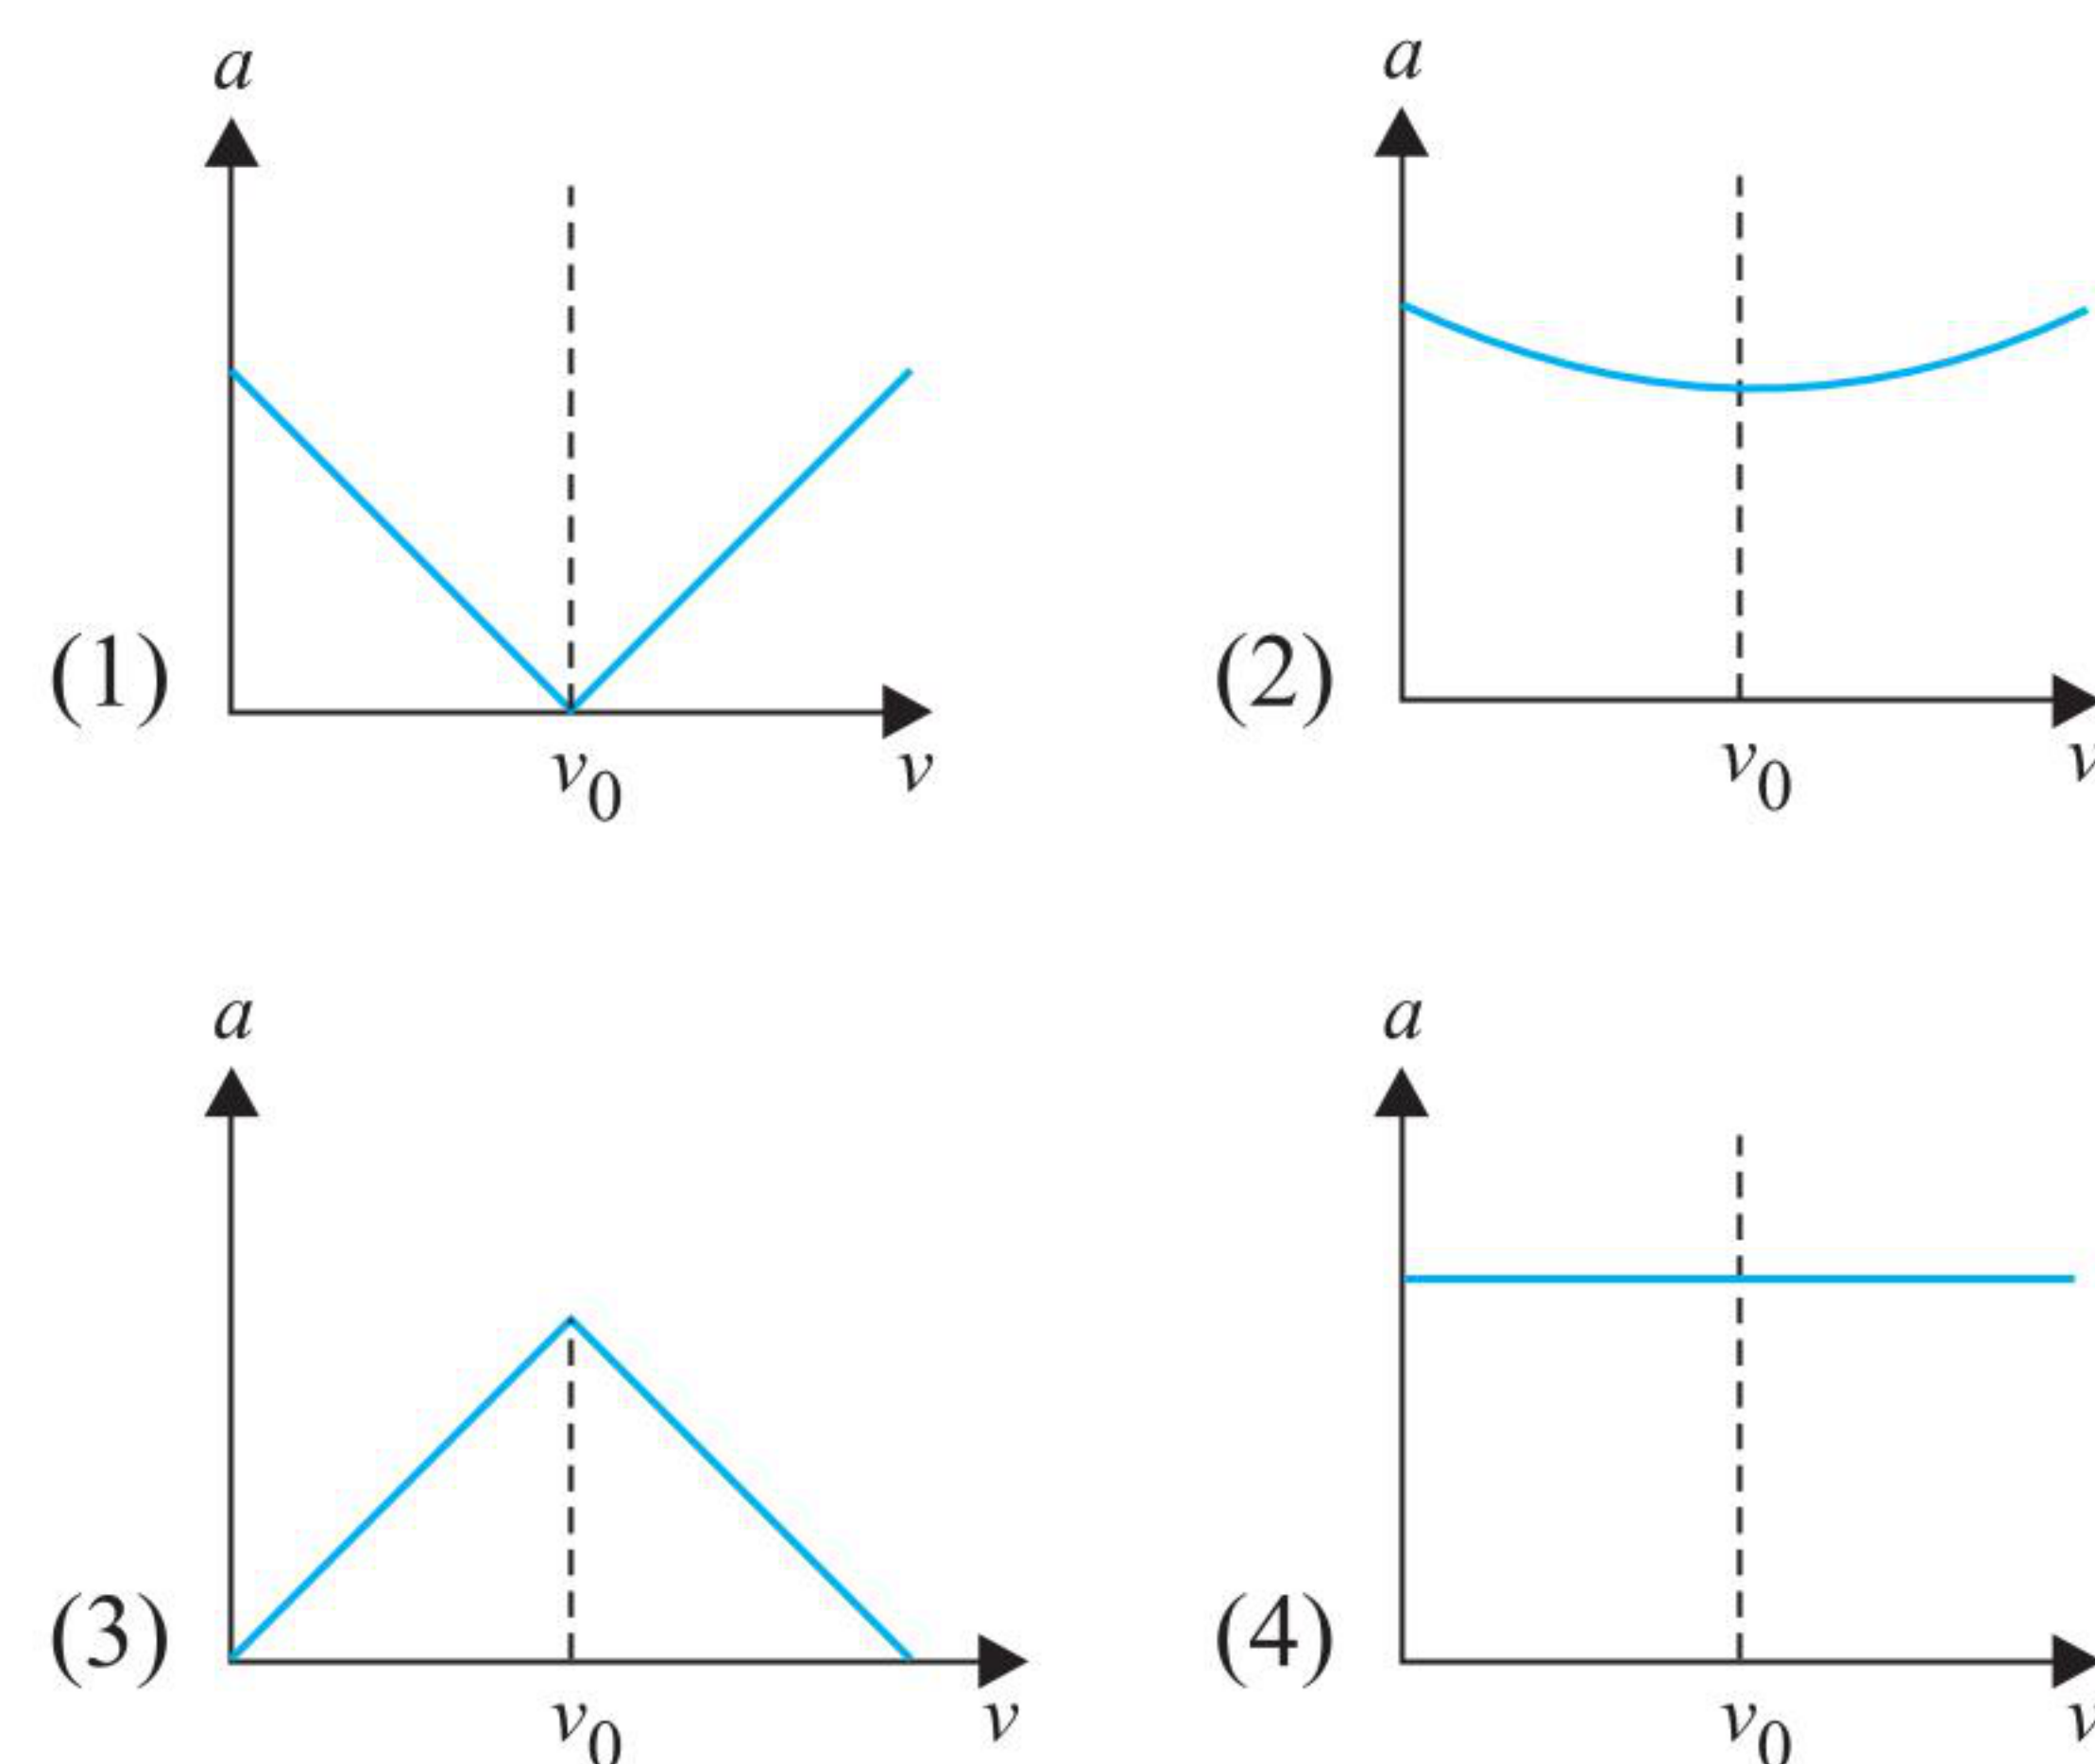 a a
(1) (2)
v₀ v v₀ v
a a
(3) (4)
v₀ v v₀ v